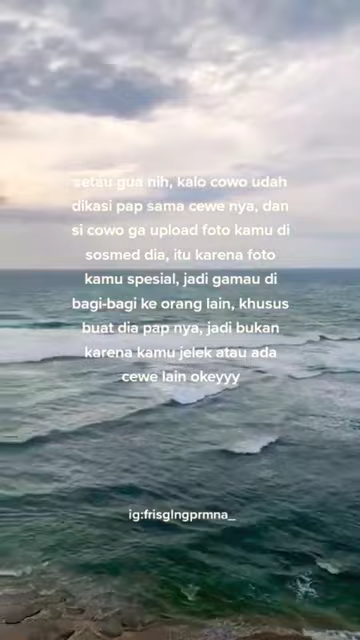 setau gua nih, kalo cowo udah
dikasi pap sama cewe nya, dan
si cowo ga upload foto kamu di
sosmed dia, itu karena foto
kamu spesial, jadi gamau di
bagi-bagi ke orang lain, khusus
buat dia pap nya, jadi bukan
karena kamu jelek atau ada
cewe lain okeyyy
ig:frisglngprmna_